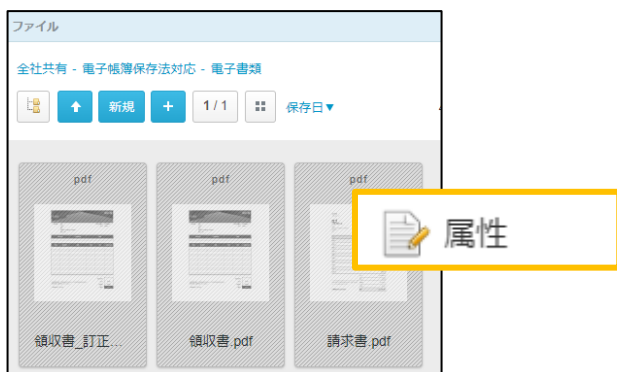 ファイル
全社共有 - 電子帳簿保存法対応 - 電子書類
新規 + 1 / 1 保存日▼
pdf pdf pdf
属性
領収書_訂正... 領収書.pdf 請求書.pdf